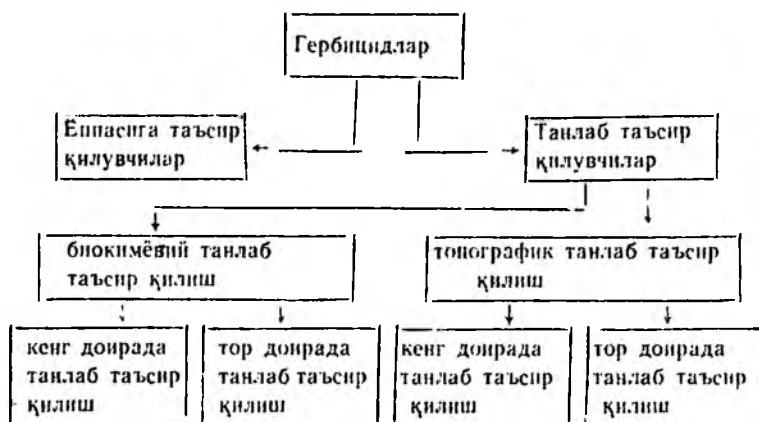 Гербицидлар
Ёппасига таъсир
қилувчилар
Танлаб таъсир
қилувчилар
биокимёвий танлаб
таъсир қилиш
топографик танлаб таъсир
қилиш
кенг доирада
танлаб таъсир
қилиш
тор доирада
танлаб таъсир
қилиш
кенг доирада
танлаб таъсир
қилиш
тор доирада
танлаб таъсир
қилиш